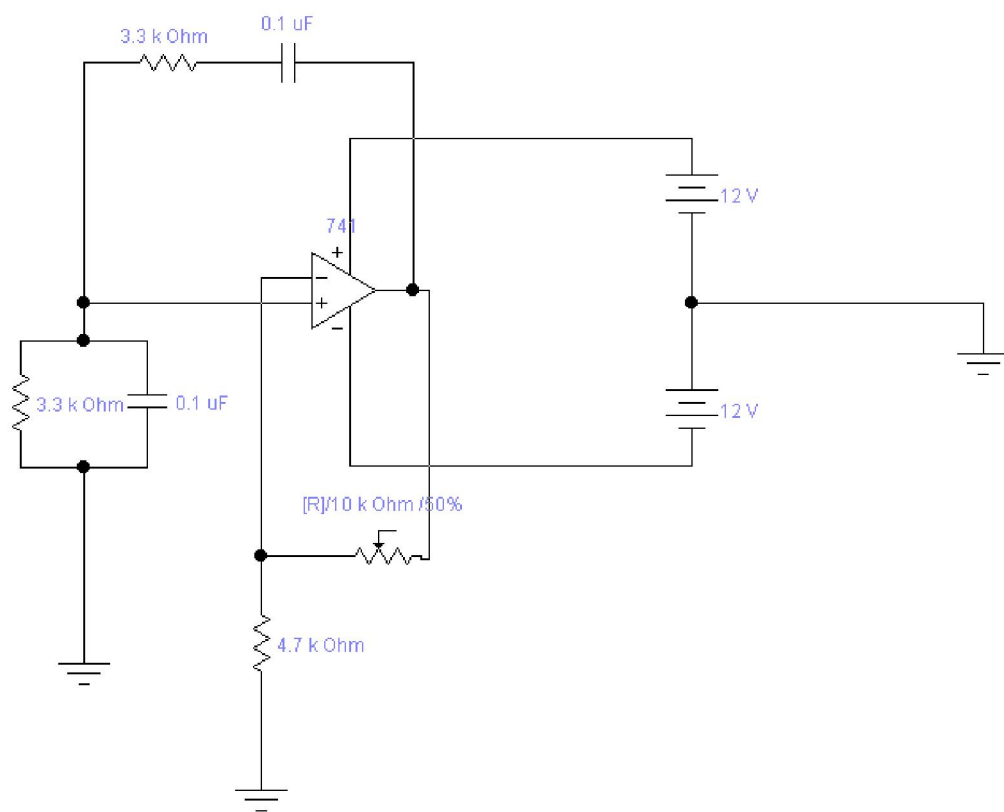 0.1 uF
3.3 k Ohm
12 V
741
+
−
+
−
3.3 k Ohm
0.1 uF
12 V
[R]/10 k Ohm /50%
4.7 k Ohm